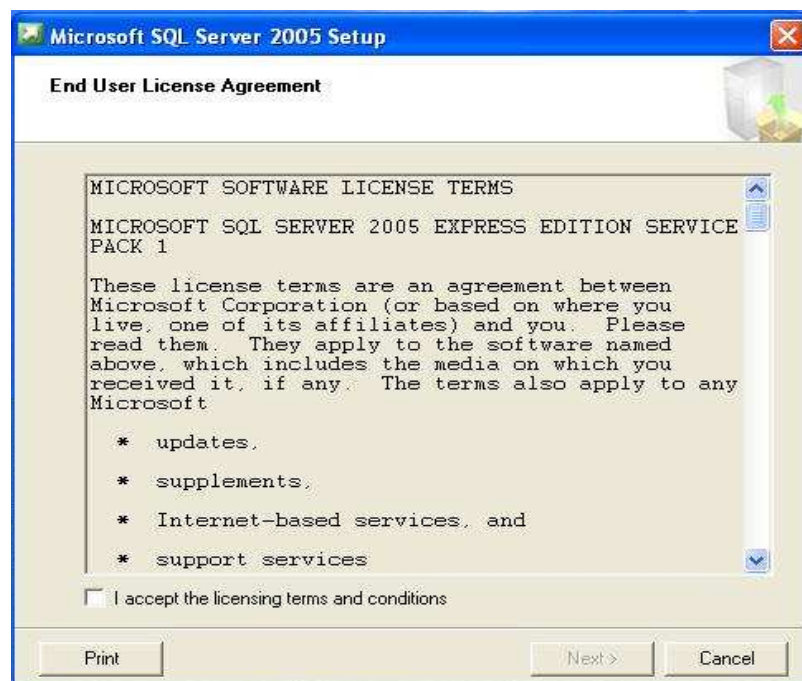 Microsoft SQL Server 2005 Setup
End User License Agreement
MICROSOFT SOFTWARE LICENSE TERMS
MICROSOFT SQL SERVER 2005 EXPRESS EDITION SERVICE
PACK 1
These license terms are an agreement between
Microsoft Corporation (or based on where you
live, one of its affiliates) and you.  Please
read them.  They apply to the software named
above, which includes the media on which you
received it, if any.  The terms also apply to any
Microsoft
* updates,
* supplements,
* Internet-based services, and
* support services
I accept the licensing terms and conditions
Print
Next >
Cancel